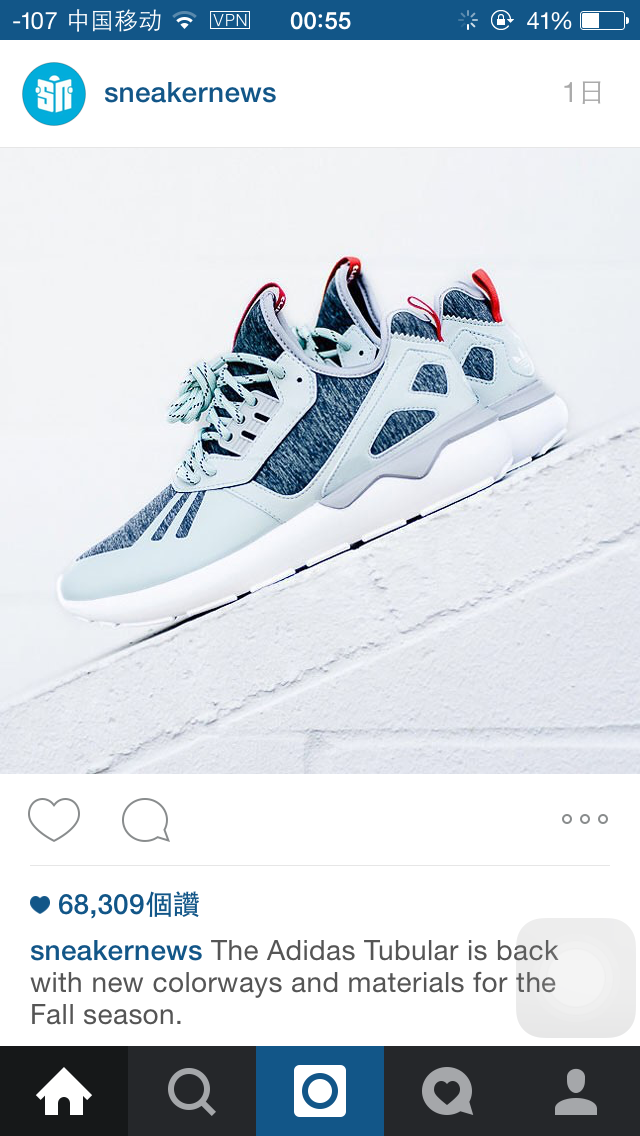 -107 中国移动 VPN 00:55 41%
SN
sneakernews 1日
68,309個讚
sneakernews The Adidas Tubular is back
with new colorways and materials for the
Fall season.